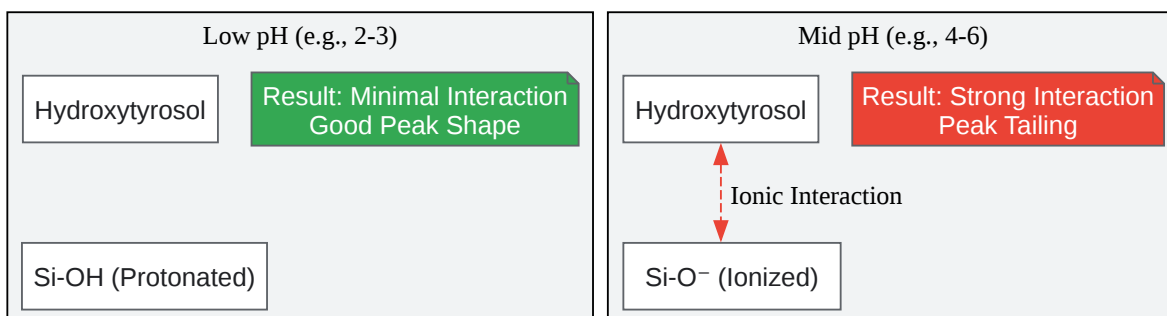 Low pH (e.g., 2-3)
Hydroxytyrosol
Result: Minimal Interaction
Good Peak Shape
Si-OH (Protonated)
Mid pH (e.g., 4-6)
Hydroxytyrosol
Result: Strong Interaction
Peak Tailing
Ionic Interaction
Si-O⁻ (Ionized)